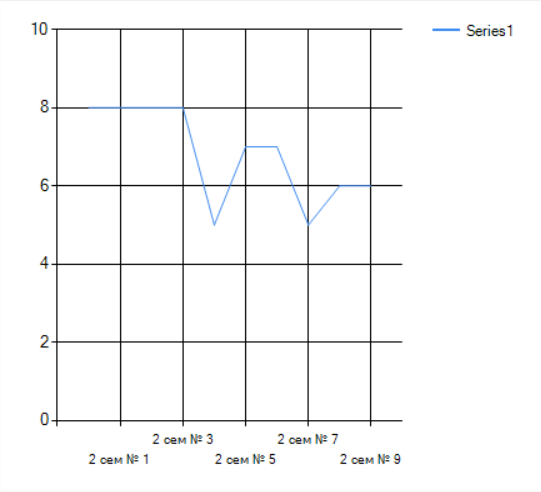 10
Series1
8
6
4
2
0
2 сем № 3
2 сем № 7
2 сем № 1
2 сем № 5
2 сем № 9